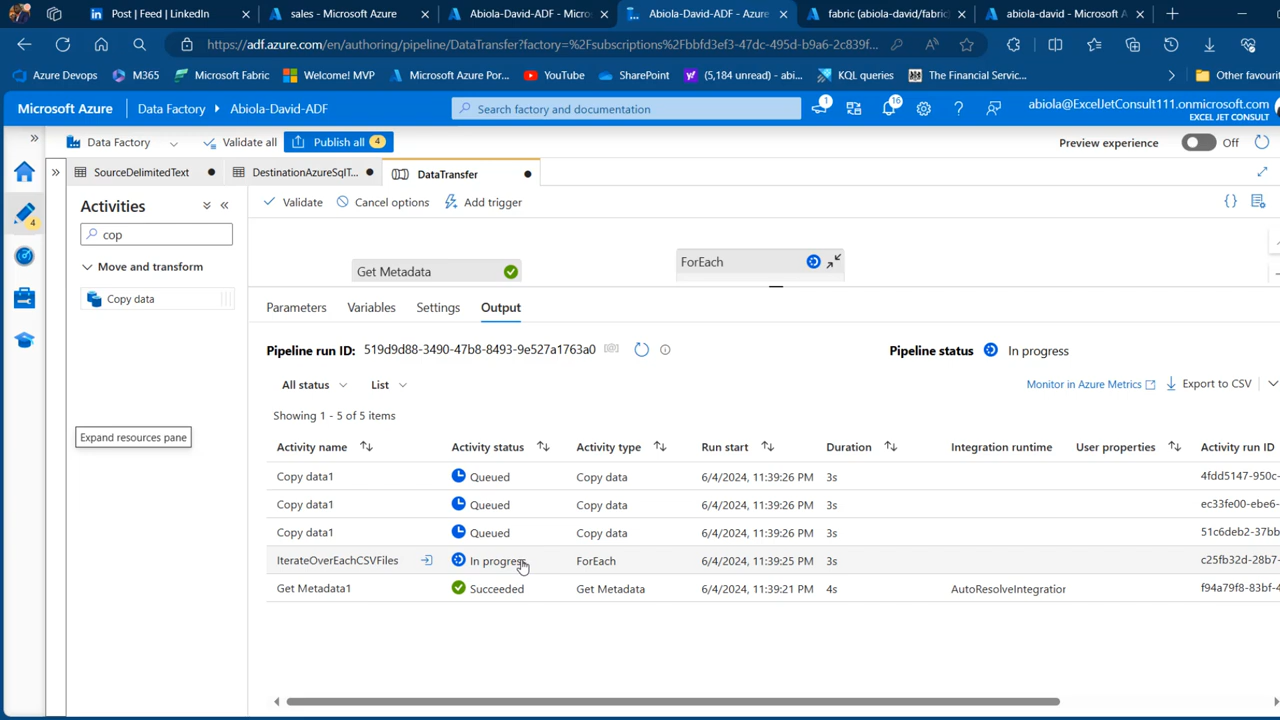 Post | Feed | LinkedIn
sales - Microsoft Azure
Abiola-David-ADF - Micros
Abiola-David-ADF - Azure
fabric (abiola-david/fabric)
abiola-david - Microsoft A
https://adf.azure.com/en/authoring/pipeline/DataTransfer?factory=%2Fsubscriptions%2Fbbfd3ef3-47dc-495d-b9a6-2c839f...
Azure Devops
M365
Microsoft Fabric
Welcome! MVP
Microsoft Azure Por...
YouTube
SharePoint
(5,184 unread) - abi...
KQL queries
The Financial Servic...
Other favouri
Microsoft Azure
Data Factory
Abiola-David-ADF
Search factory and documentation
1
16
abiola@ExcelJetConsult111.onmicrosoft.com
EXCEL JET CONSULT
Data Factory
Validate all
Publish all 4
Preview experience
Off
SourceDelimitedText
DestinationAzureSqlT...
DataTransfer
4
Activities
cop
Move and transform
Copy data
Expand resources pane
Validate
Cancel options
Add trigger
Get Metadata
ForEach
Parameters
Variables
Settings
Output
Pipeline run ID: 519d9d88-3490-47b8-8493-9e527a1763a0
Pipeline status In progress
All status
List
Monitor in Azure Metrics
Export to CSV
Showing 1 - 5 of 5 items
Activity name Activity status Activity type Run start Duration Integration runtime User properties Activity run ID
Copy data1 Queued Copy data 6/4/2024, 11:39:26 PM 3s 4fdd5147-950c-
Copy data1 Queued Copy data 6/4/2024, 11:39:26 PM 3s ec33fe00-ebe6-
Copy data1 Queued Copy data 6/4/2024, 11:39:26 PM 3s 51c6deb2-37bb
IterateOverEachCSVFiles In progress ForEach 6/4/2024, 11:39:25 PM 3s c25fb32d-28b7-
Get Metadata1 Succeeded Get Metadata 6/4/2024, 11:39:21 PM 4s AutoResolveIntegration f94a79f8-83bf-4